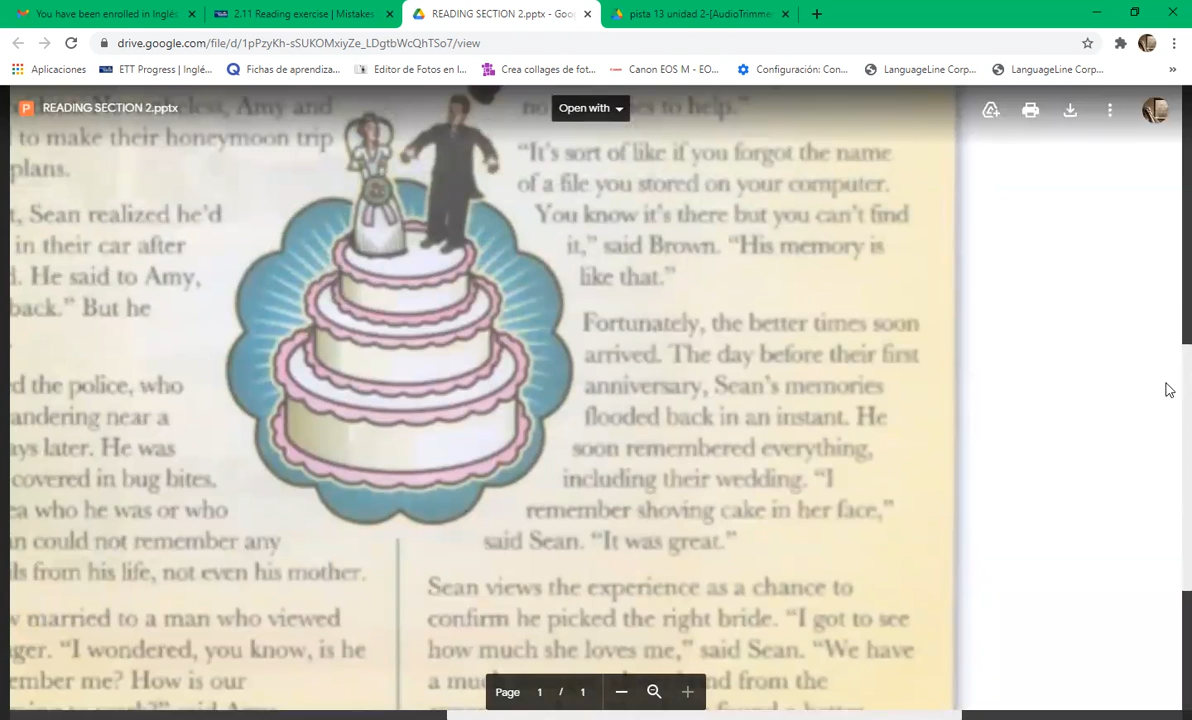 You have been enrolled in Inglés
2.11 Reading exercise | Mistakes
READING SECTION 2.pptx - Goo
pista 13 unidad 2-[AudioTrimme
drive.google.com/file/d/1pPzyKh-sSUKOMxiyZe_LDgtbWcQhTSo7/view
Aplicaciones
ETT Progress | Inglé...
Fichas de aprendiza...
Editor de Fotos en l...
Crea collages de fot...
Canon EOS M - EO...
Configuración: Con...
LanguageLine Corp...
LanguageLine Corp...
READING SECTION 2.pptx
Open with
Amy and
to make their honeymoon trip
plans.
t, Sean realized he'd
in their car after
. He said to Amy,
back." But he
d the police, who
andering near a
ays later. He was
covered in bug bites.
ea who he was or who
n could not remember any
ls from his life, not even his mother.
married to a man who viewed
ger. "I wondered, you know, is he
ember me? How is our
to help."
"It's sort of like if you forgot the name
of a file you stored on your computer.
You know it's there but you can't find
it," said Brown. "His memory is
like that."
Fortunately, the better times soon
arrived. The day before their first
anniversary, Sean's memories
flooded back in an instant. He
soon remembered everything,
including their wedding. "I
remember shoving cake in her face,"
said Sean. "It was great."
Sean views the experience as a chance to
confirm he picked the right bride. "I got to see
how much she loves me," said Sean. "We have
a muc nd from the
Page 1 / 1